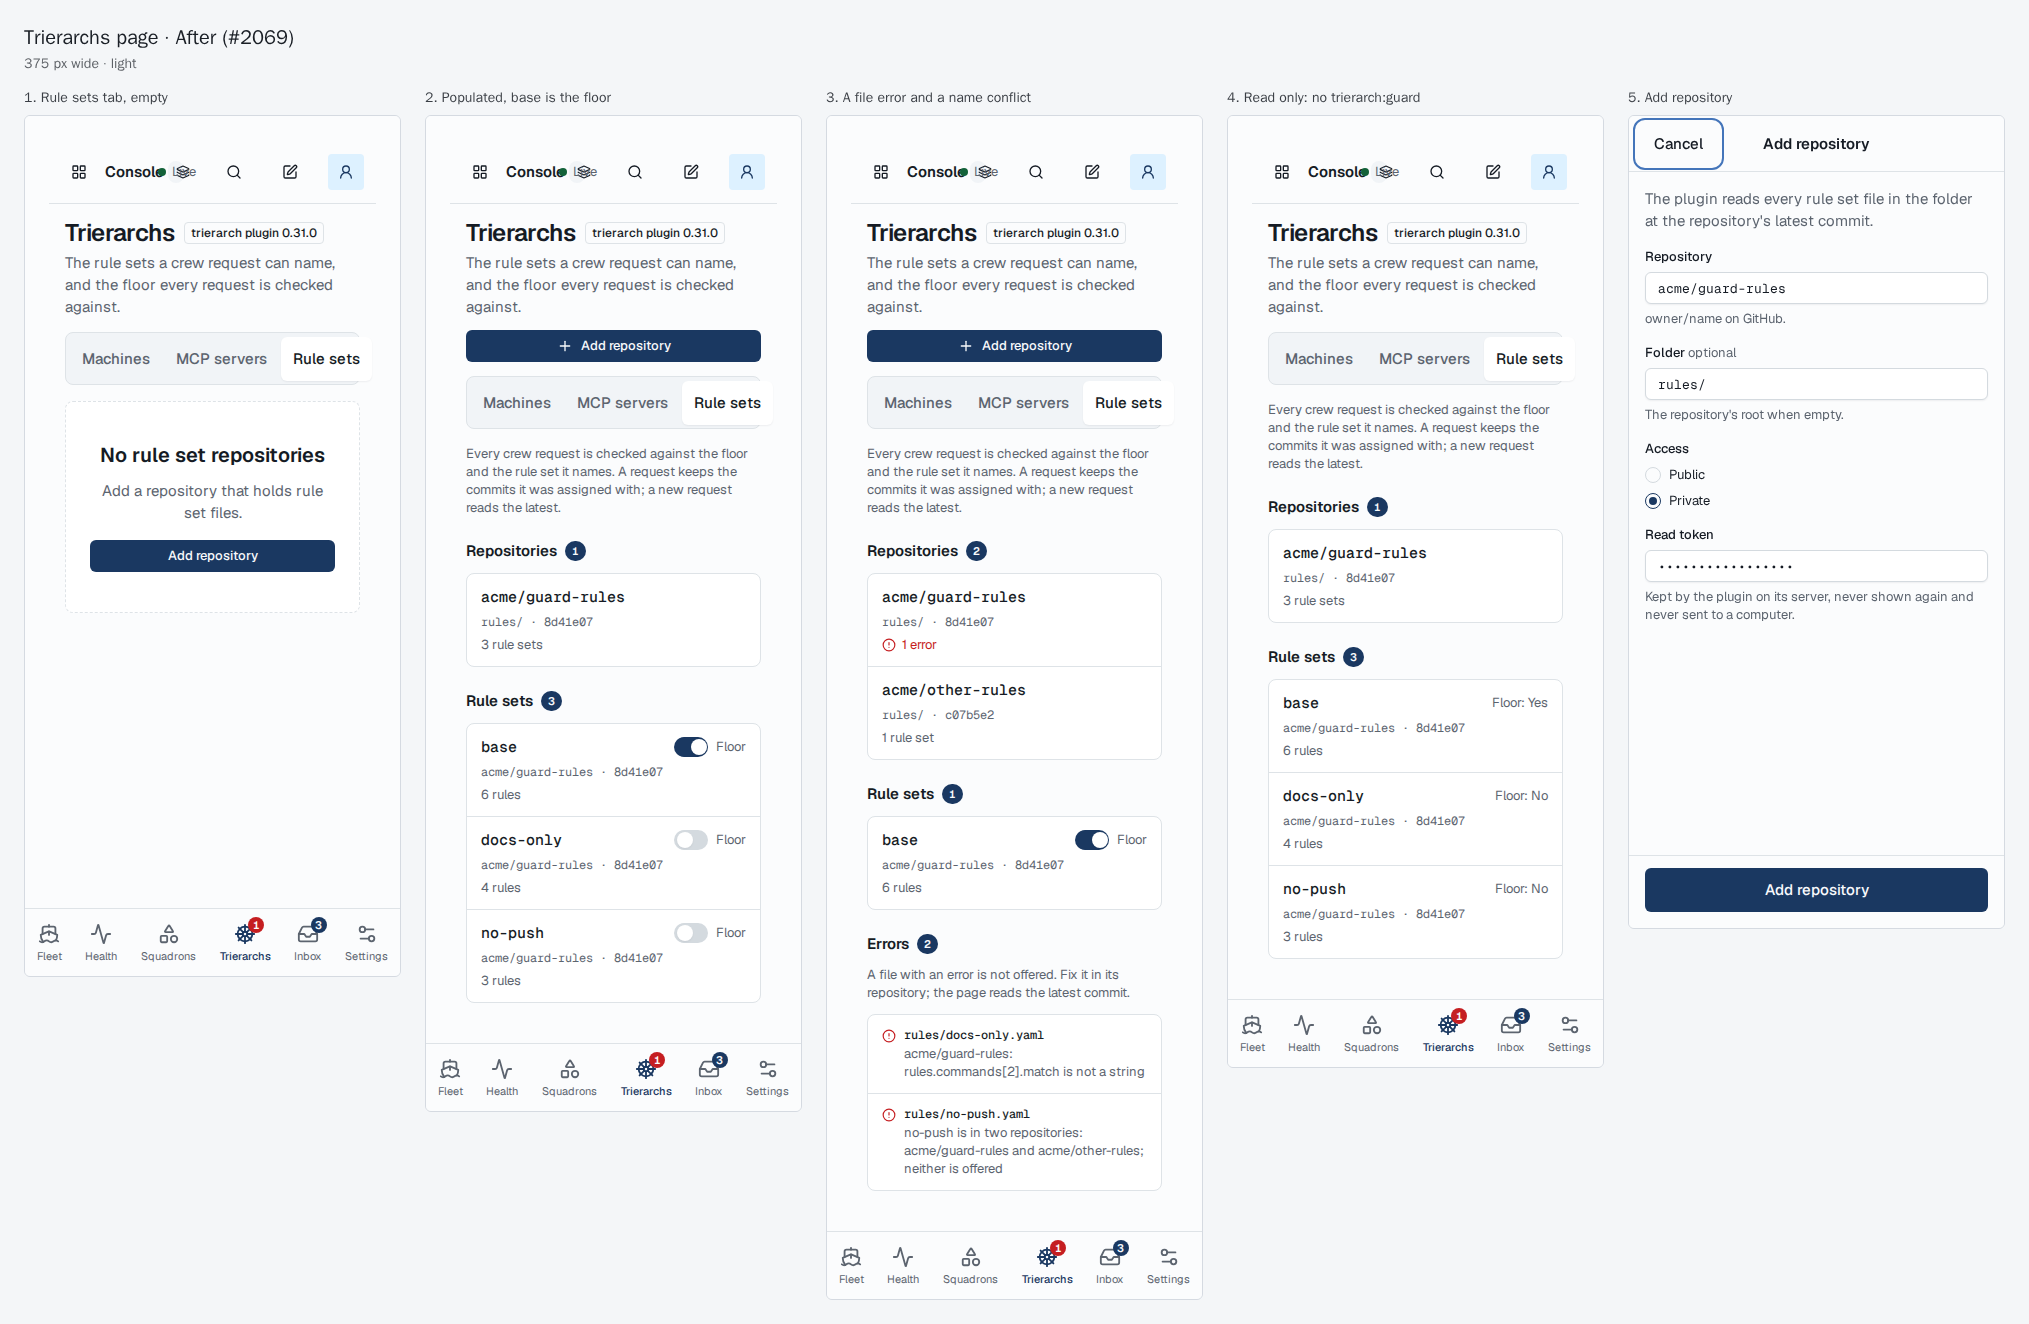 Trierarchs page · After (#2069)
375 px wide · light
1. Rule sets tab, empty
Console
Trierarchs
trierarch plugin 0.31.0
The rule sets a crew request can name,
and the floor every request is checked
against.
Machines
MCP servers
Rule sets
No rule set repositories
Add a repository that holds rule
set files.
Add repository
Fleet
Health
Squadrons
1
Trierarchs
3
Inbox
Settings
2. Populated, base is the floor
Console
Trierarchs
trierarch plugin 0.31.0
The rule sets a crew request can name,
and the floor every request is checked
against.
Add repository
Machines
MCP servers
Rule sets
Every crew request is checked against the floor
and the rule set it names. A request keeps the
commits it was assigned with; a new request
reads the latest.
Repositories 1
acme/guard-rules
rules/ · 8d41e07
3 rule sets
Rule sets 3
base
Floor
acme/guard-rules · 8d41e07
6 rules
docs-only
Floor
acme/guard-rules · 8d41e07
4 rules
no-push
Floor
acme/guard-rules · 8d41e07
3 rules
Fleet
Health
Squadrons
1
Trierarchs
3
Inbox
Settings
3. A file error and a name conflict
Console
Trierarchs
trierarch plugin 0.31.0
The rule sets a crew request can name,
and the floor every request is checked
against.
Add repository
Machines
MCP servers
Rule sets
Every crew request is checked against the floor
and the rule set it names. A request keeps the
commits it was assigned with; a new request
reads the latest.
Repositories 2
acme/guard-rules
rules/ · 8d41e07
1 error
acme/other-rules
rules/ · c07b5e2
1 rule set
Rule sets 1
base
Floor
acme/guard-rules · 8d41e07
6 rules
Errors 2
A file with an error is not offered. Fix it in its
repository; the page reads the latest commit.
rules/docs-only.yaml
acme/guard-rules:
rules.commands[2].match is not a string
rules/no-push.yaml
no-push is in two repositories:
acme/guard-rules and acme/other-rules;
neither is offered
Fleet
Health
Squadrons
1
Trierarchs
3
Inbox
Settings
4. Read only: no trierarch:guard
Console
Trierarchs
trierarch plugin 0.31.0
The rule sets a crew request can name,
and the floor every request is checked
against.
Machines
MCP servers
Rule sets
Every crew request is checked against the floor
and the rule set it names. A request keeps the
commits it was assigned with; a new request
reads the latest.
Repositories 1
acme/guard-rules
rules/ · 8d41e07
3 rule sets
Rule sets 3
base
Floor: Yes
acme/guard-rules · 8d41e07
6 rules
docs-only
Floor: No
acme/guard-rules · 8d41e07
4 rules
no-push
Floor: No
acme/guard-rules · 8d41e07
3 rules
Fleet
Health
Squadrons
1
Trierarchs
3
Inbox
Settings
5. Add repository
Cancel
Add repository
The plugin reads every rule set file in the folder
at the repository's latest commit.
Repository
acme/guard-rules
owner/name on GitHub.
Folder optional
rules/
The repository's root when empty.
Access
Public
Private
Read token
•••••••••••••••••
Kept by the plugin on its server, never shown again and
never sent to a computer.
Add repository